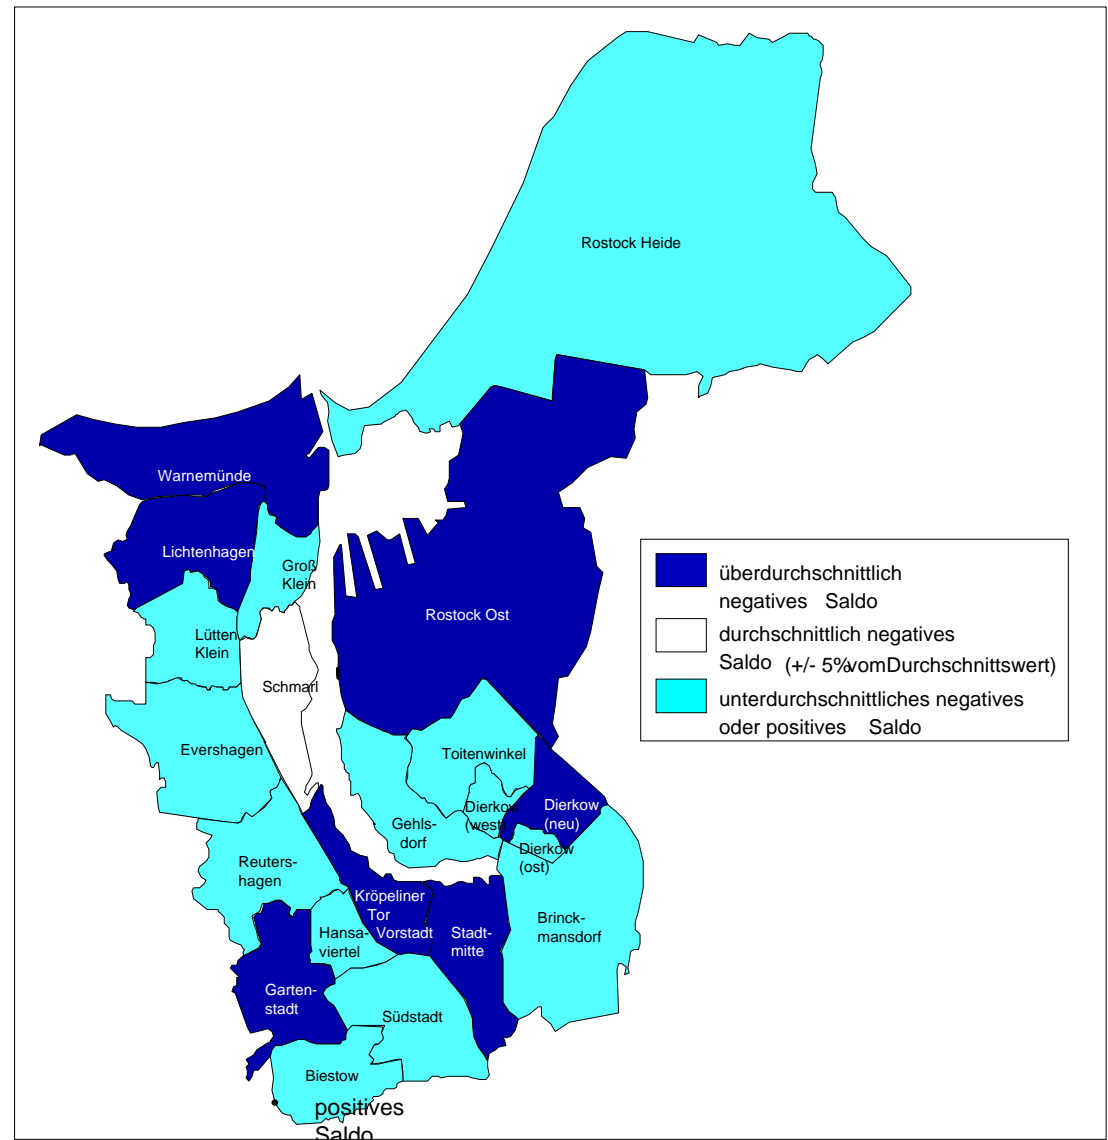 Rostock Heide
Warnemünde
Lichtenhagen
Groß
Klein
Rostock Ost
Lütten
Klein
Schmarl
Evershagen
Toitenwinkel
Dierkow
(west)
Dierkow
(neu)
Gehls-
dorf
Dierkow
(ost)
Reuters-
hagen
Kröpeliner
Tor
Vorstadt
Hansa-
viertel
Stadt-
mitte
Brinck-
mansdorf
Garten-
stadt
Südstadt
Biestow
positives
Saldo
überdurchschnittlich
negatives Saldo
durchschnittlich negatives
Saldo (+/- 5%vomDurchschnittswert)
unterdurchschnittliches negatives
oder positives Saldo